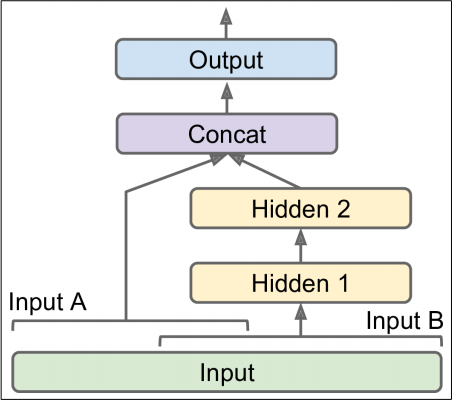 Output
Concat
Hidden 2
Hidden 1
Input A
Input B
Input